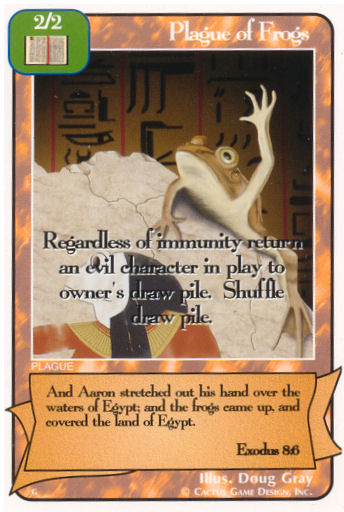 2/2
Plague of Frogs
Regardless of immunity return
an evil character in play to
owner's draw pile. Shuffle
draw pile.
PLAGUE
And Aaron stretched out his hand over the
waters of Egypt; and the frogs came up, and
covered the land of Egypt.
Exodus 8:6
Illus. Doug Gray
G
© Cactus Game Design, Inc.